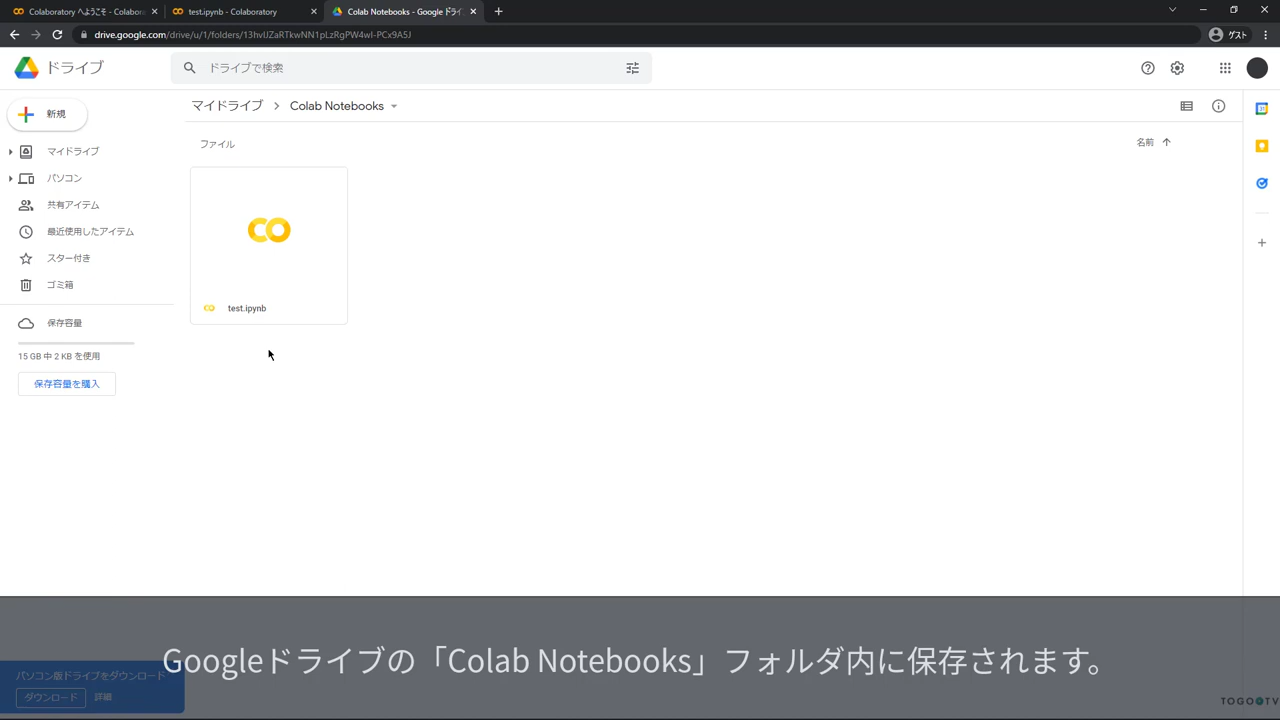 Colaboratory へようこそ - Colabor
test.ipynb - Colaboratory
Colab Notebooks - Google ドライ
drive.google.com/drive/u/1/folders/13hvIJZaRTkwNN1pLzRgPW4wI-PCx9A5J
ゲスト
ドライブ
ドライブで検索
新規
マイドライブ
Colab Notebooks
マイドライブ
パソコン
共有アイテム
最近使用したアイテム
スター付き
ゴミ箱
保存容量
15 GB 中 2 KB を使用
保存容量を購入
ファイル
名前
test.ipynb
31
Googleドライブの「Colab Notebooks」フォルダ内に保存されます。
パソコン版ドライブをダウンロード
ダウンロード
詳細
TOGOTV